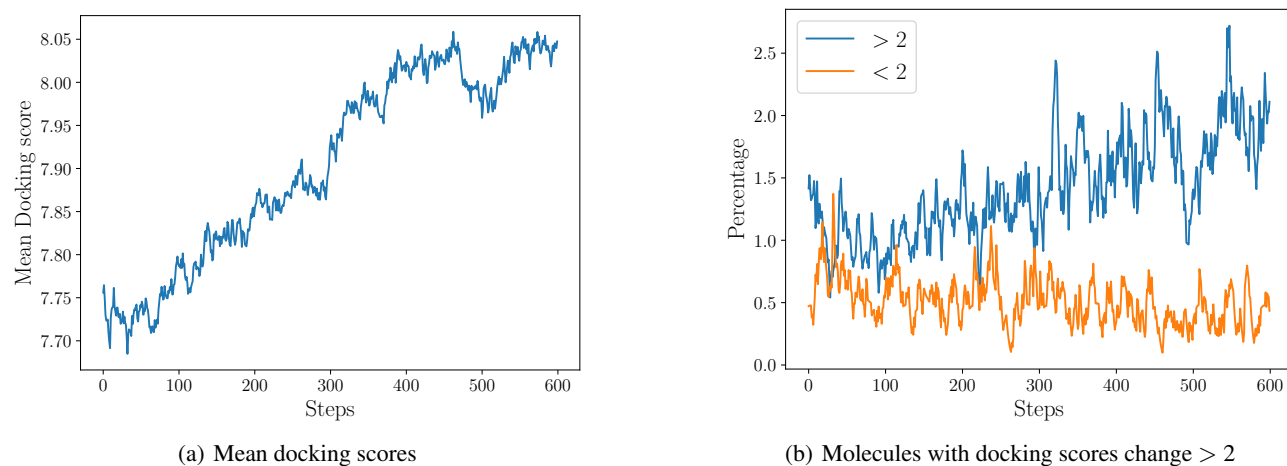 8.05
8.00
7.95
7.90
7.85
7.80
7.75
7.70
Mean Docking score
0 100 200 300 400 500 600
Steps
(a) Mean docking scores
2.5
2.0
1.5
1.0
0.5
0.0
Percentage
> 2
< 2
0 100 200 300 400 500 600
Steps
(b) Molecules with docking scores change > 2